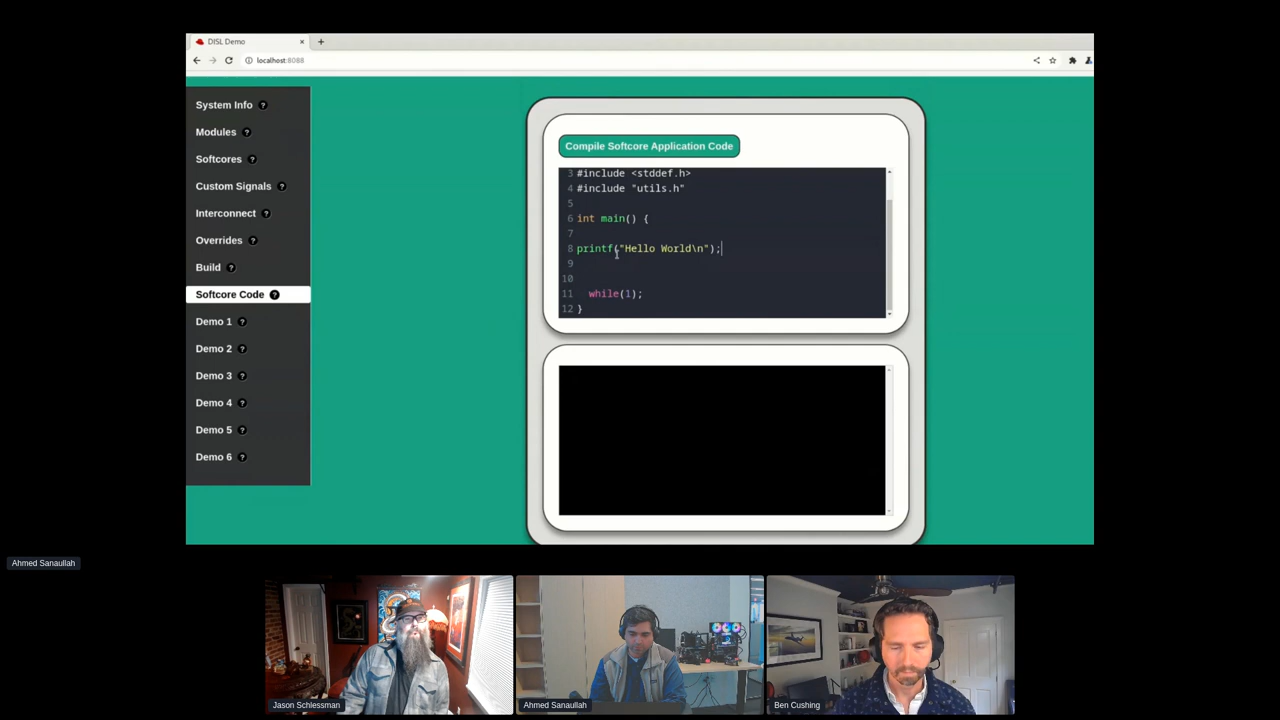 DISL Demo
localhost:8088
System Info ?
Modules ?
Softcores ?
Custom Signals ?
Interconnect ?
Overrides ?
Build ?
Softcore Code ?
Demo 1 ?
Demo 2 ?
Demo 3 ?
Demo 4 ?
Demo 5 ?
Demo 6 ?
Compile Softcore Application Code
3 #include <stddef.h>
4 #include "utils.h"
5
6 int main() {
7
8 printf("Hello World\n");
9
10
11 while(1);
12 }
Ahmed Sanaullah
Jason Schlessman
Ahmed Sanaullah
Ben Cushing